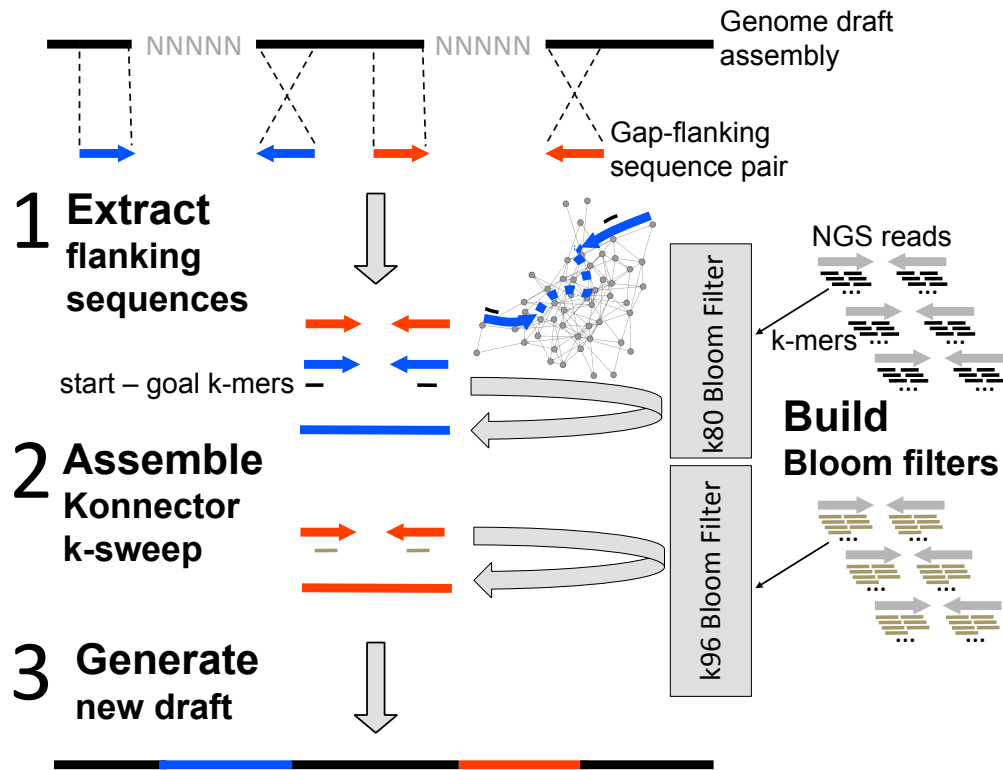 NNNNN
NNNNN
Genome draft
assembly
Gap-flanking
sequence pair
1 Extract
flanking
sequences
NGS reads
k-mers
start – goal k-mers
k80 Bloom Filter
Build
Bloom filters
2 Assemble
Konnector
k-sweep
k96 Bloom Filter
3 Generate
new draft